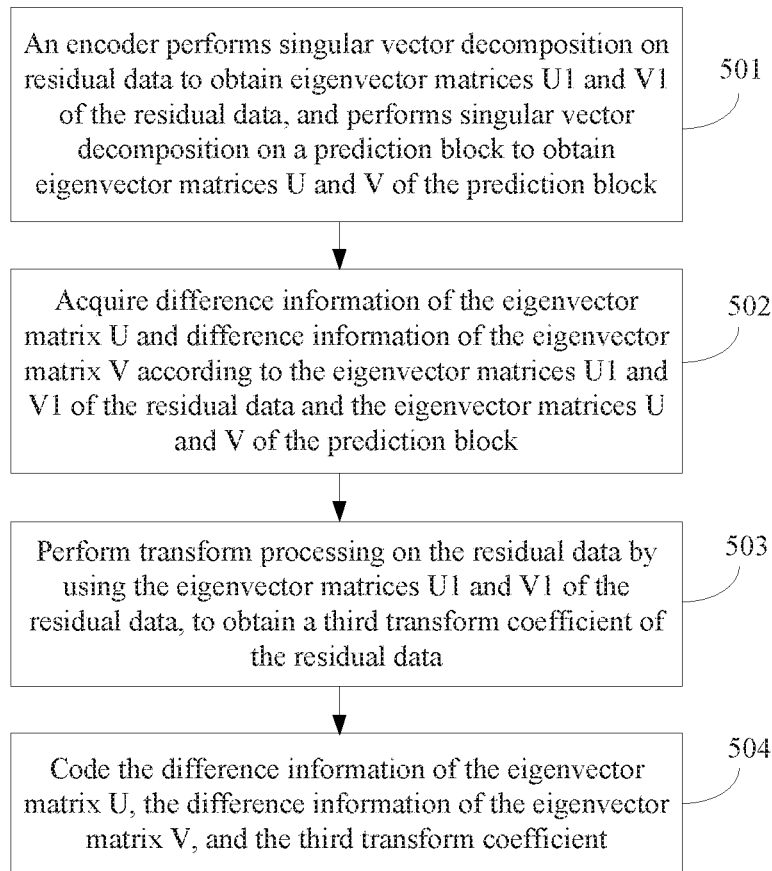 An encoder performs singular vector decomposition on
residual data to obtain eigenvector matrices U1 and V1
of the residual data, and performs singular vector
decomposition on a prediction block to obtain
eigenvector matrices U and V of the prediction block
501
Acquire difference information of the eigenvector
matrix U and difference information of the eigenvector
matrix V according to the eigenvector matrices U1 and
V1 of the residual data and the eigenvector matrices U
and V of the prediction block
502
Perform transform processing on the residual data by
using the eigenvector matrices U1 and V1 of the
residual data, to obtain a third transform coefficient of
the residual data
503
Code the difference information of the eigenvector
matrix U, the difference information of the eigenvector
matrix V, and the third transform coefficient
504